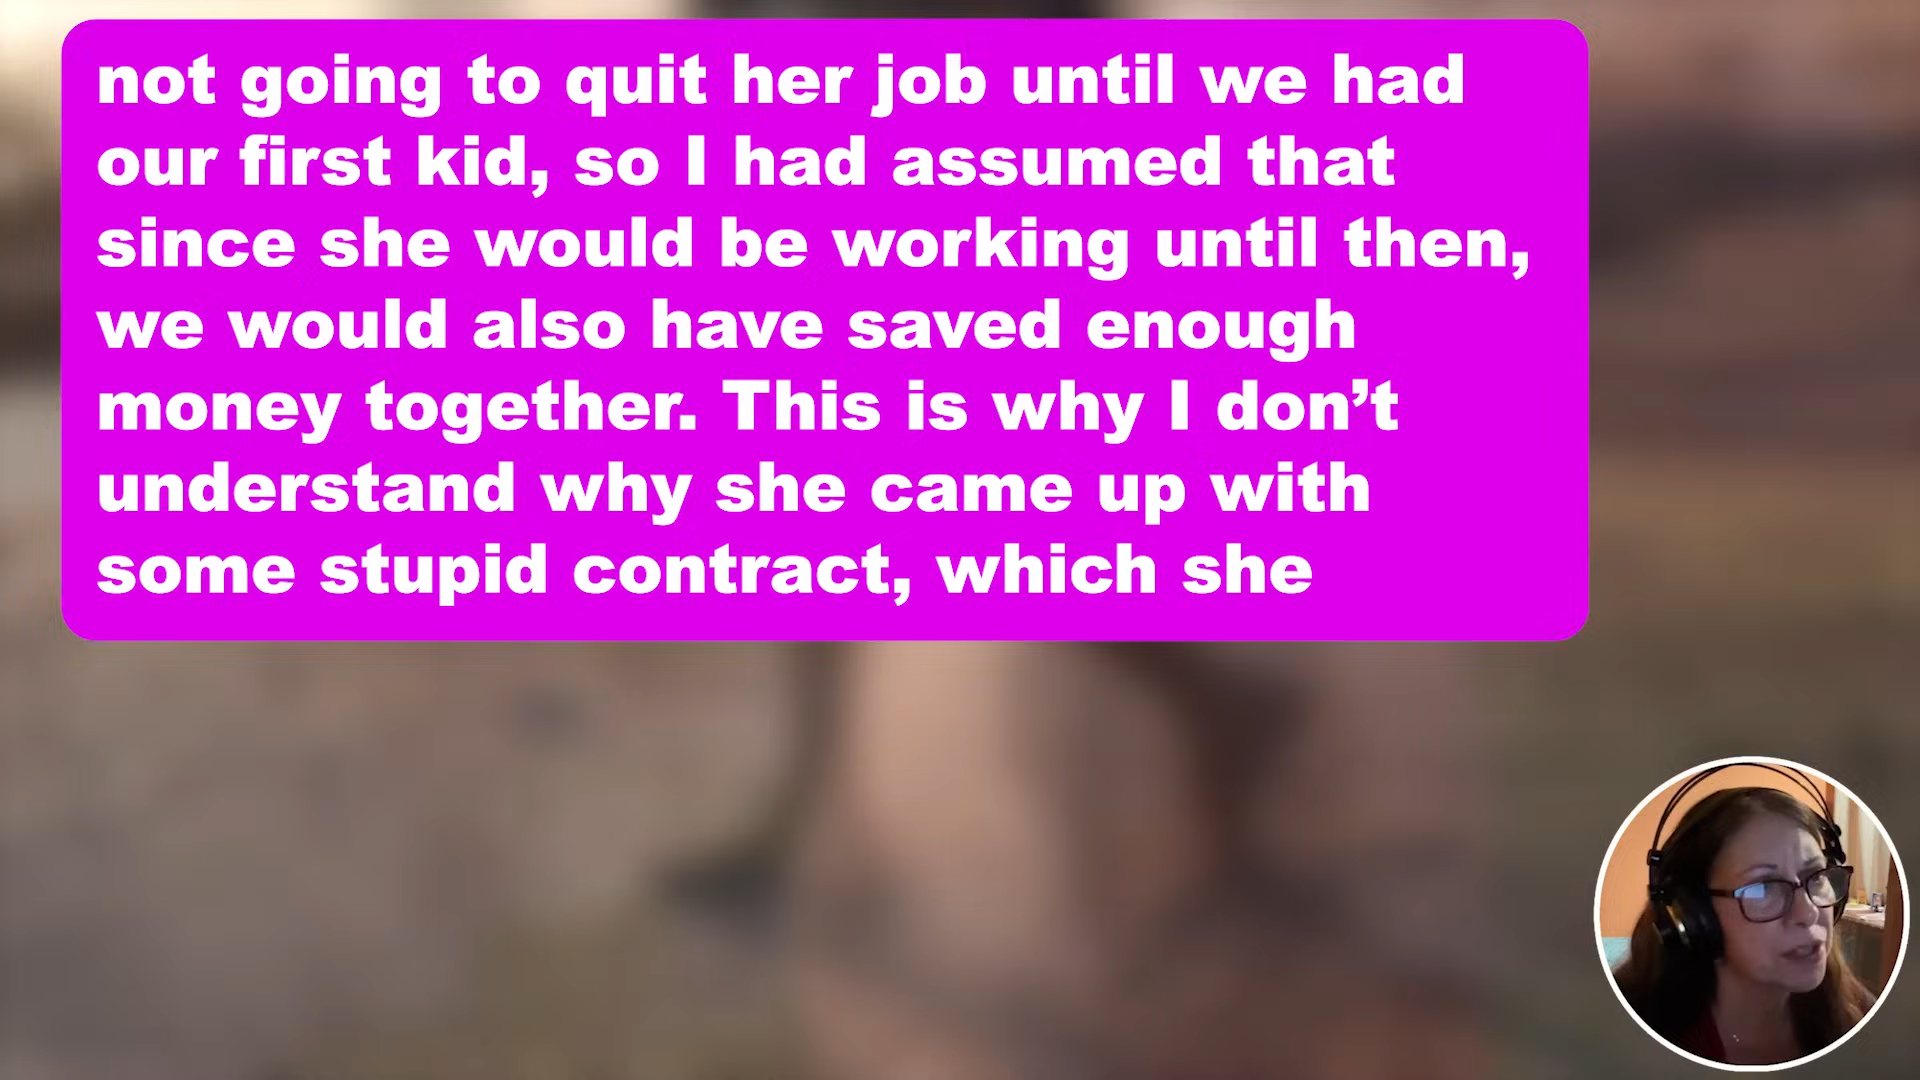 not going to quit her job until we had
our first kid, so I had assumed that
since she would be working until then,
we would also have saved enough
money together. This is why I don’t
understand why she came up with
some stupid contract, which she